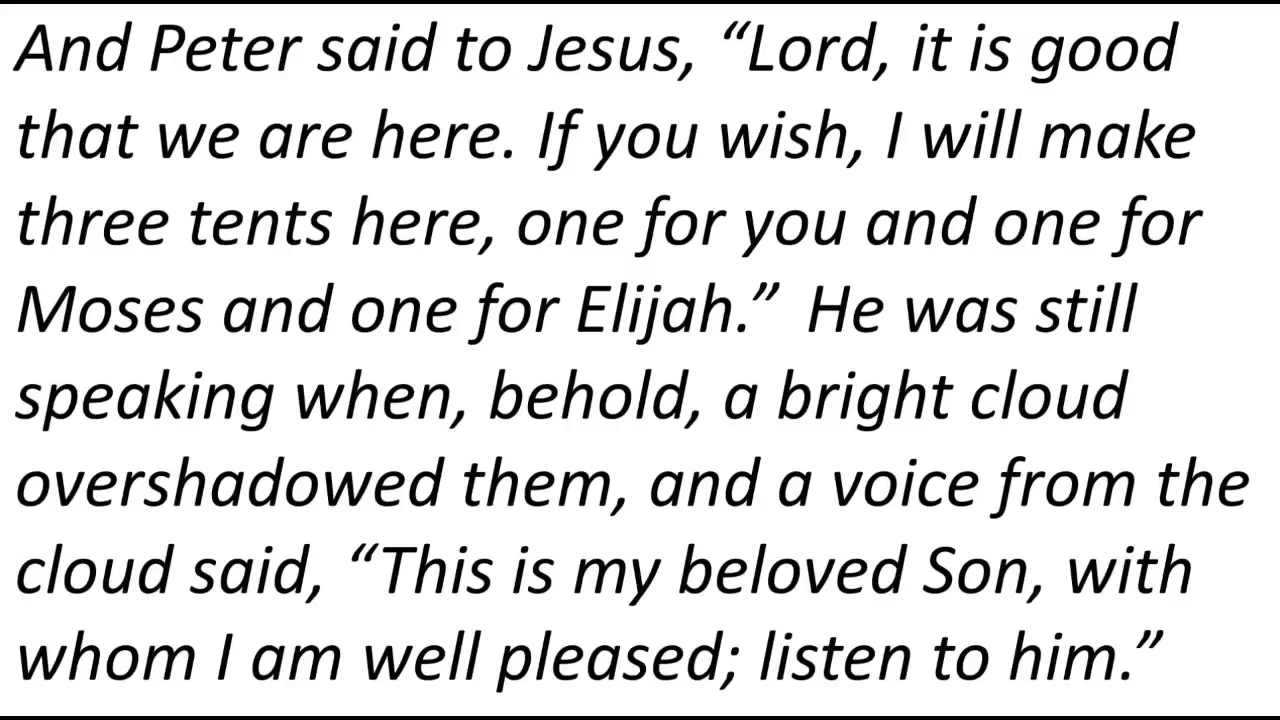 And Peter said to Jesus, “Lord, it is good
that we are here. If you wish, I will make
three tents here, one for you and one for
Moses and one for Elijah.”  He was still
speaking when, behold, a bright cloud
overshadowed them, and a voice from the
cloud said, “This is my beloved Son, with
whom I am well pleased; listen to him.”